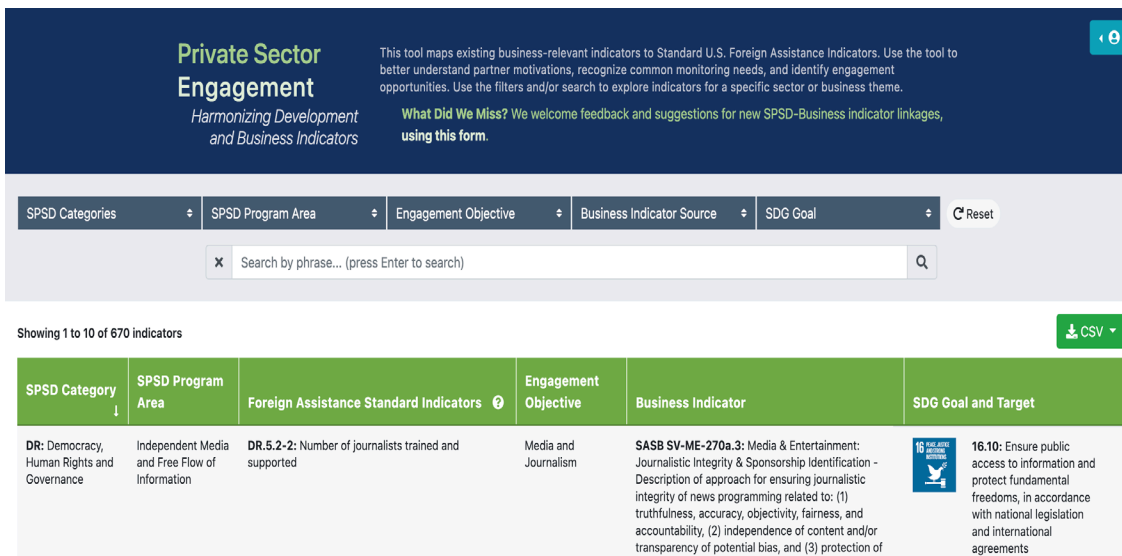 Private Sector
Engagement
Harmonizing Development
and Business Indicators
This tool maps existing business-relevant indicators to Standard U.S. Foreign Assistance Indicators. Use the tool to
better understand partner motivations, recognize common monitoring needs, and identify engagement
opportunities. Use the filters and/or search to explore indicators for a specific sector or business theme.
What Did We Miss? We welcome feedback and suggestions for new SPSD-Business indicator linkages,
using this form.
SPSD Categories
SPSD Program Area
Engagement Objective
Business Indicator Source
SDG Goal
Reset
Search by phrase... (press Enter to search)
Showing 1 to 10 of 670 indicators
CSV
SPSD Category
SPSD Program
Area
Foreign Assistance Standard Indicators
Engagement
Objective
Business Indicator
SDG Goal and Target
DR: Democracy,
Human Rights and
Governance
Independent Media
and Free Flow of
Information
DR.5.2-2: Number of journalists trained and
supported
Media and
Journalism
SASB SV-ME-270a.3: Media & Entertainment:
Journalistic Integrity & Sponsorship Identification -
Description of approach for ensuring journalistic
integrity of news programming related to: (1)
truthfulness, accuracy, objectivity, fairness, and
accountability, (2) independence of content and/or
transparency of potential bias, and (3) protection of
16 PEACE, JUSTICE
AND STRONG
INSTITUTIONS
16.10: Ensure public
access to information and
protect fundamental
freedoms, in accordance
with national legislation
and international
agreements